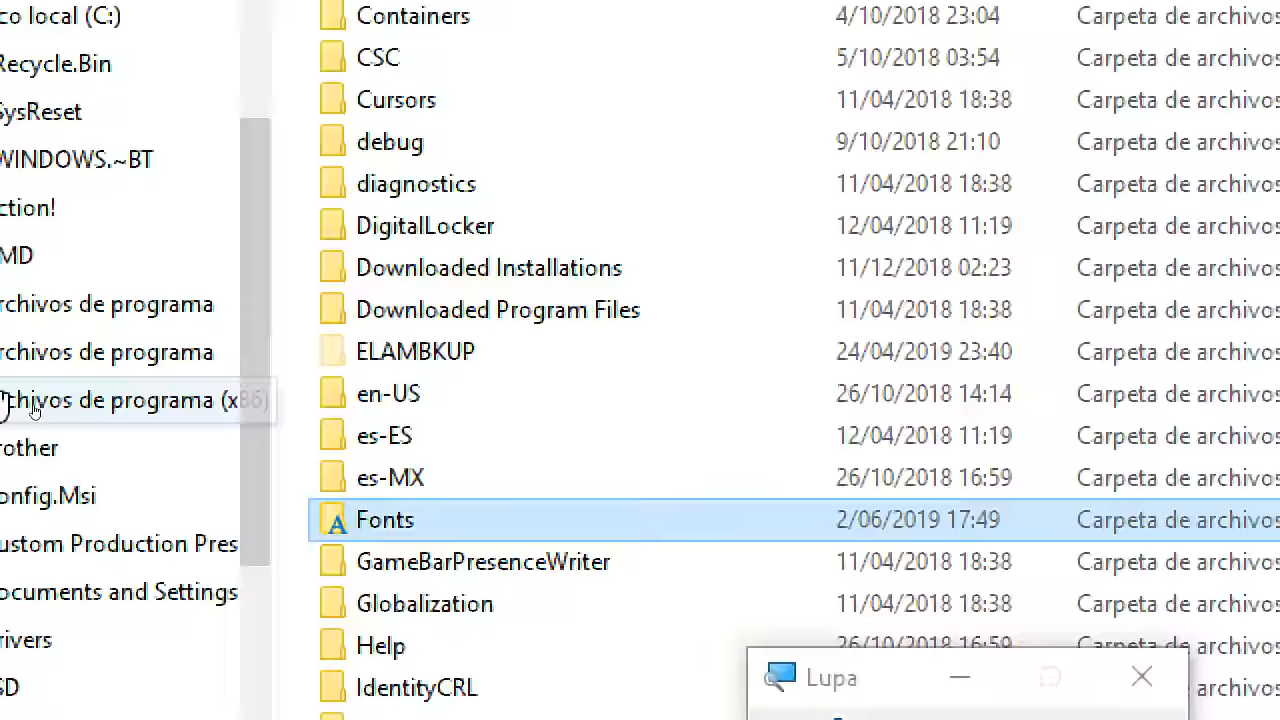 co local (C:)
Recycle.Bin
SysReset
WINDOWS.~BT
ction!
MD
rchivos de programa
rchivos de programa
chivos de programa (x86)
rother
onfig.Msi
ustom Production Pres
ocuments and Settings
rivers
SD
Containers 4/10/2018 23:04 Carpeta de archivos
CSC 5/10/2018 03:54 Carpeta de archivos
Cursors 11/04/2018 18:38 Carpeta de archivos
debug 9/10/2018 21:10 Carpeta de archivos
diagnostics 11/04/2018 18:38 Carpeta de archivos
DigitalLocker 12/04/2018 11:19 Carpeta de archivos
Downloaded Installations 11/12/2018 02:23 Carpeta de archivos
Downloaded Program Files 11/04/2018 18:38 Carpeta de archivos
ELAMBKUP 24/04/2019 23:40 Carpeta de archivos
en-US 26/10/2018 14:14 Carpeta de archivos
es-ES 12/04/2018 11:19 Carpeta de archivos
es-MX 26/10/2018 16:59 Carpeta de archivos
Fonts 2/06/2019 17:49 Carpeta de archivos
GameBarPresenceWriter 11/04/2018 18:38 Carpeta de archivos
Globalization 11/04/2018 18:38 Carpeta de archivos
Help 26/10/2018 16:59 Carpeta de archivos
IdentityCRL e archivos
Lupa